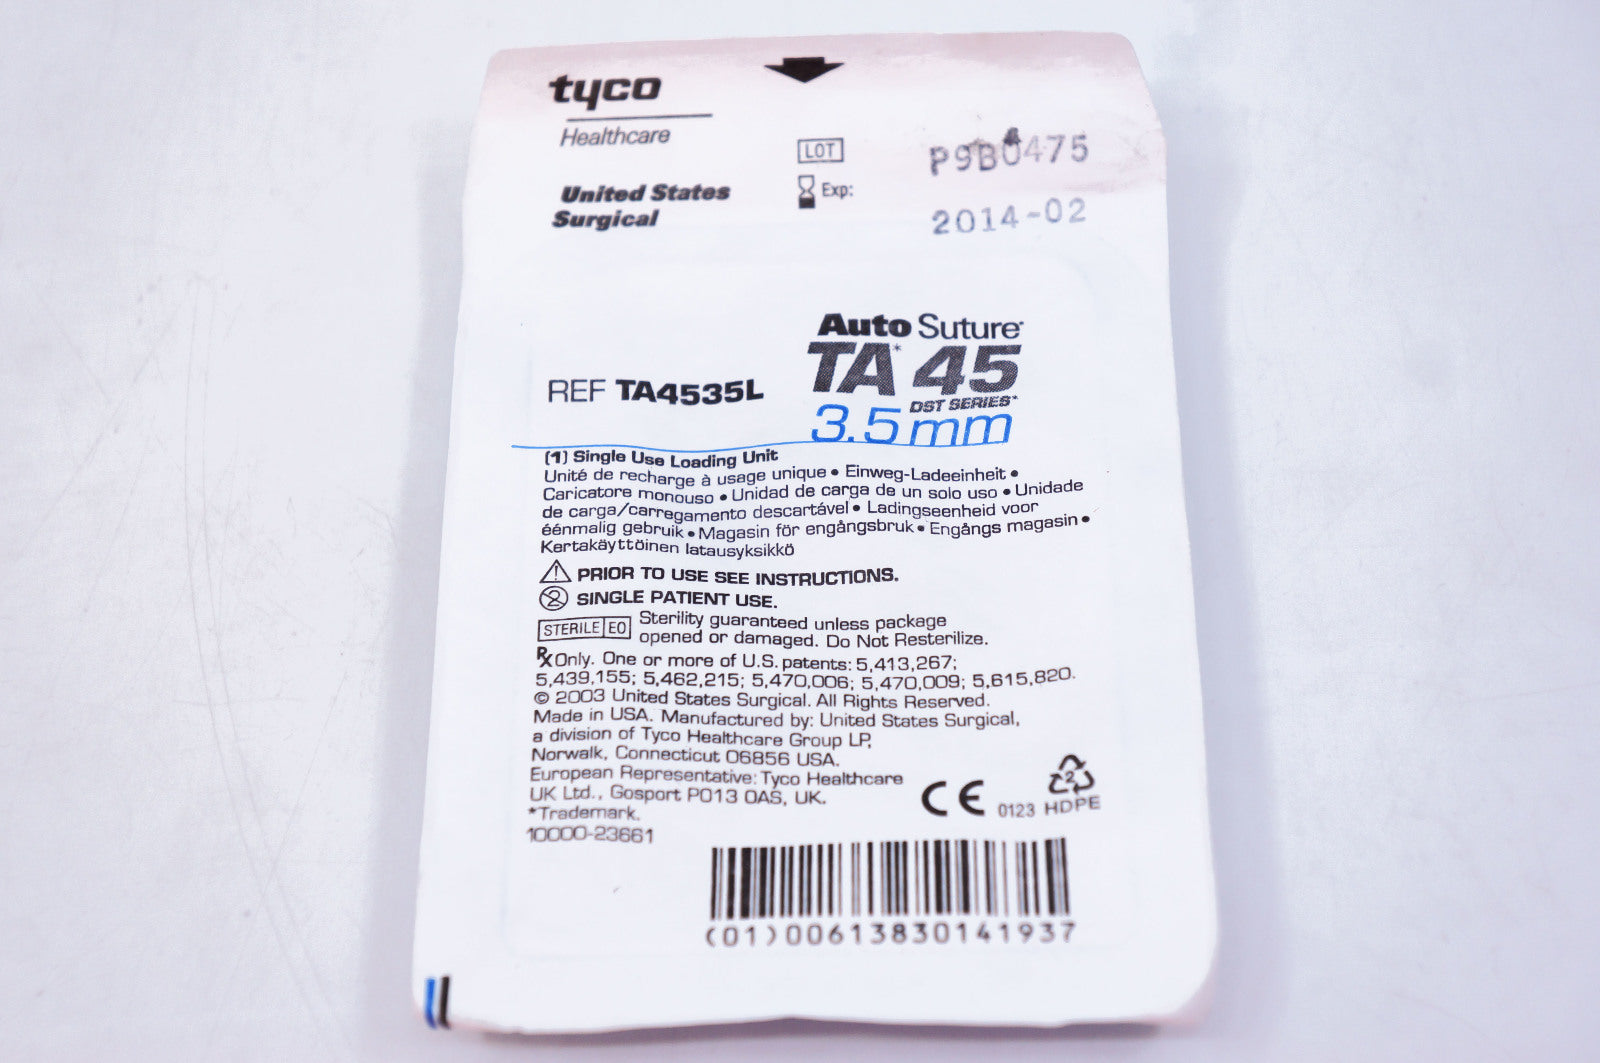 tyco
Healthcare
United States
Surgical
LOT P9B0475
Exp: 2014-02
Auto Suture*
TA* 45
DST SERIES*
3.5mm
REF TA4535L
(1) Single Use Loading Unit
Unité de recharge à usage unique • Einweg-Ladeeinheit •
Caricatore monouso • Unidad de carga de un solo uso • Unidade
de carga/carregamento descartável • Ladingseenheid voor
éénmalig gebruik • Magasin för engångsbruk • Engångs magasin •
Kertakäyttöinen latausyksikkö
PRIOR TO USE SEE INSTRUCTIONS.
2 SINGLE PATIENT USE.
STERILE EO Sterility guaranteed unless package
opened or damaged. Do Not Resterilize.
Rx Only. One or more of U.S. patents: 5,413,267;
5,439,155; 5,462,215; 5,470,006; 5,470,009; 5,615,820.
© 2003 United States Surgical. All Rights Reserved.
Made in USA. Manufactured by: United States Surgical,
a division of Tyco Healthcare Group LP,
Norwalk, Connecticut 06856 USA.
European Representative: Tyco Healthcare
UK Ltd., Gosport PO13 0AS, UK.
*Trademark.
10000-23661
CE 0123
2 HDPE
(01)00613830141937